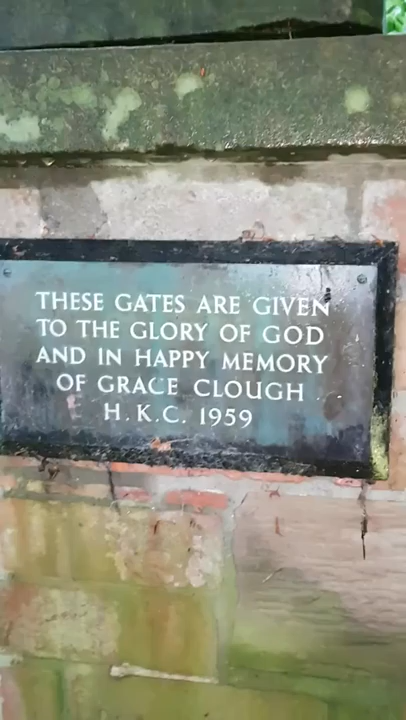 THESE GATES ARE GIVEN
TO THE GLORY OF GOD
AND IN HAPPY MEMORY
OF GRACE CLOUGH
H. K. C. 1959